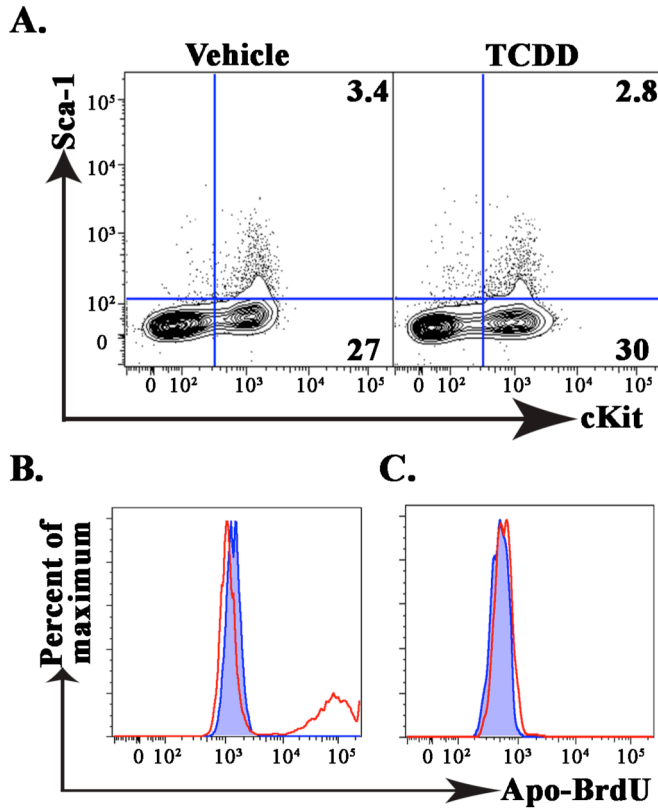 A.
Vehicle TCDD
Sca-1
3.4 2.8
10⁵
10⁴
10³
10²
0
27 30
0 10² 10³ 10⁴ 10⁵ 0 10² 10³ 10⁴ 10⁵
cKit
B. C.
Percent of
maximum
0 10² 10³ 10⁴ 10⁵ 0 10² 10³ 10⁴ 10⁵
Apo-BrdU